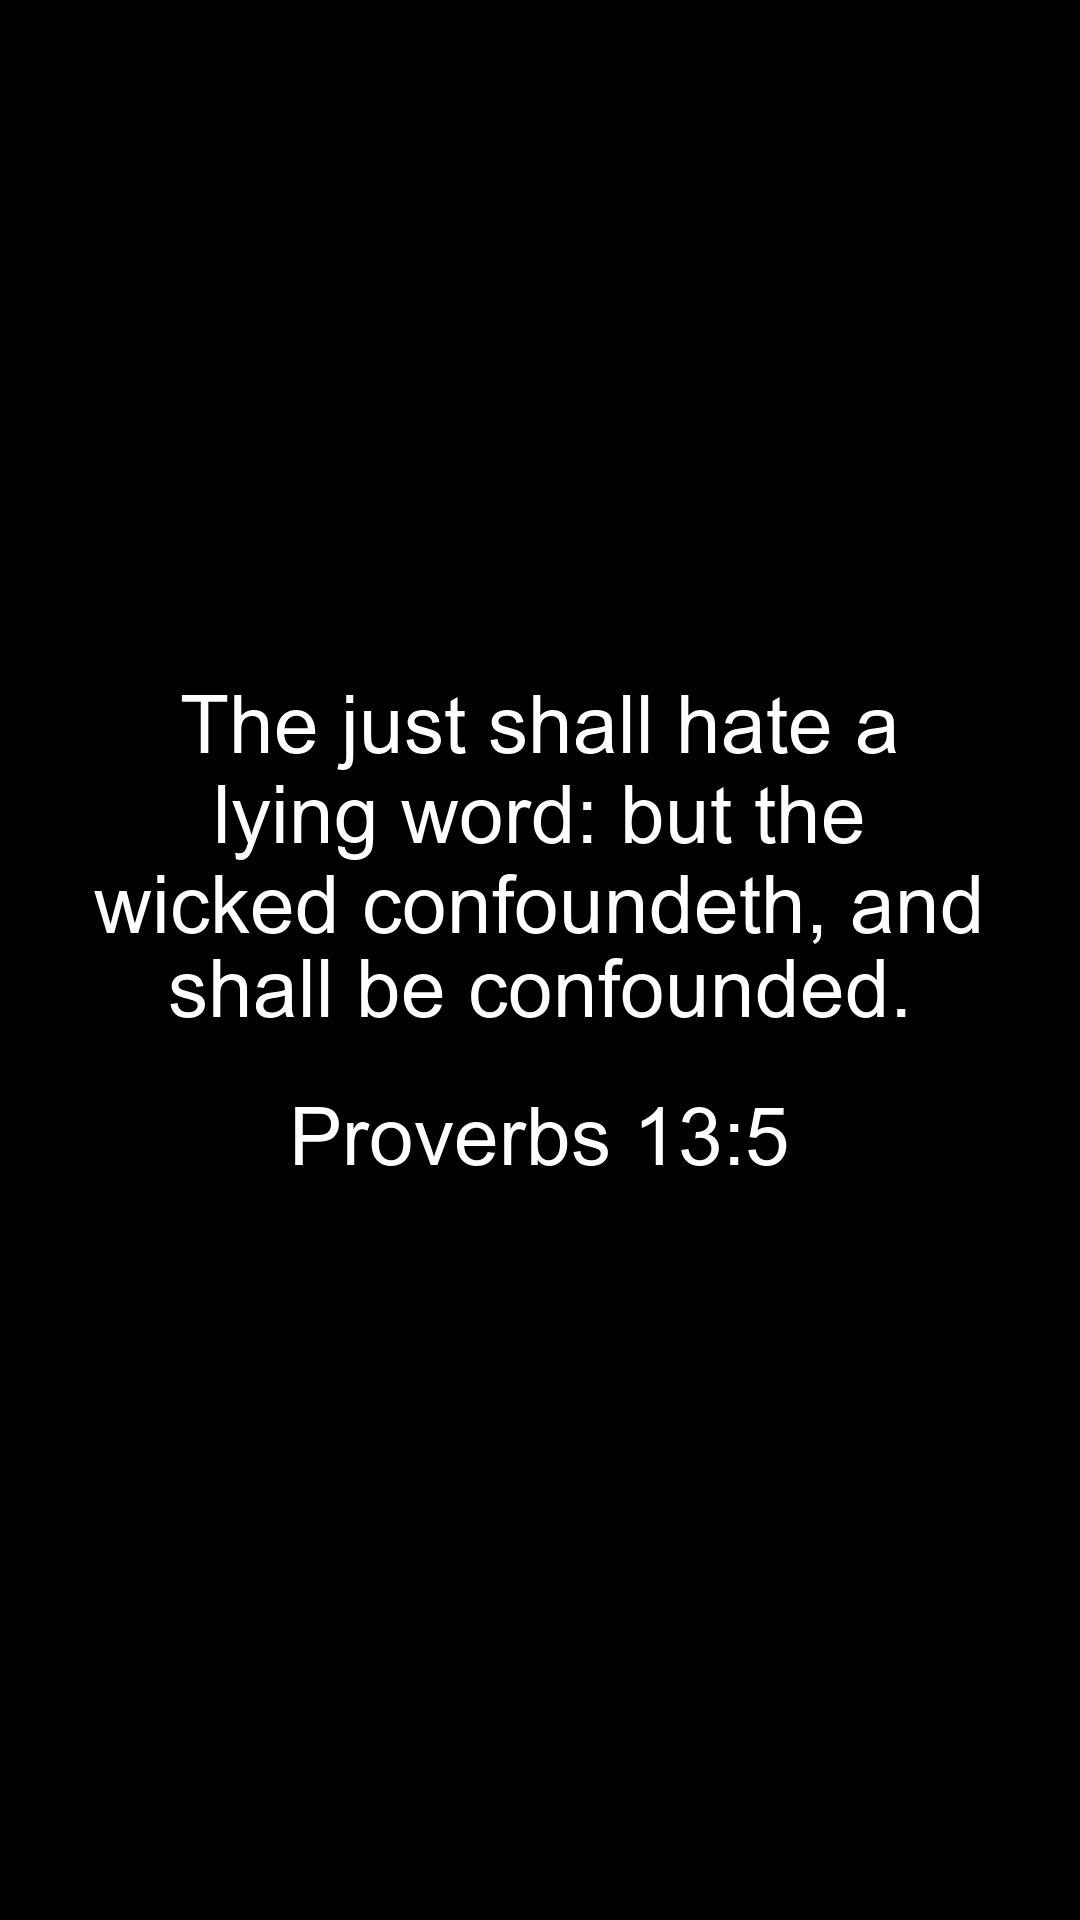 The just shall hate a
lying word: but the
wicked confoundeth, and
shall be confounded.
Proverbs 13:5